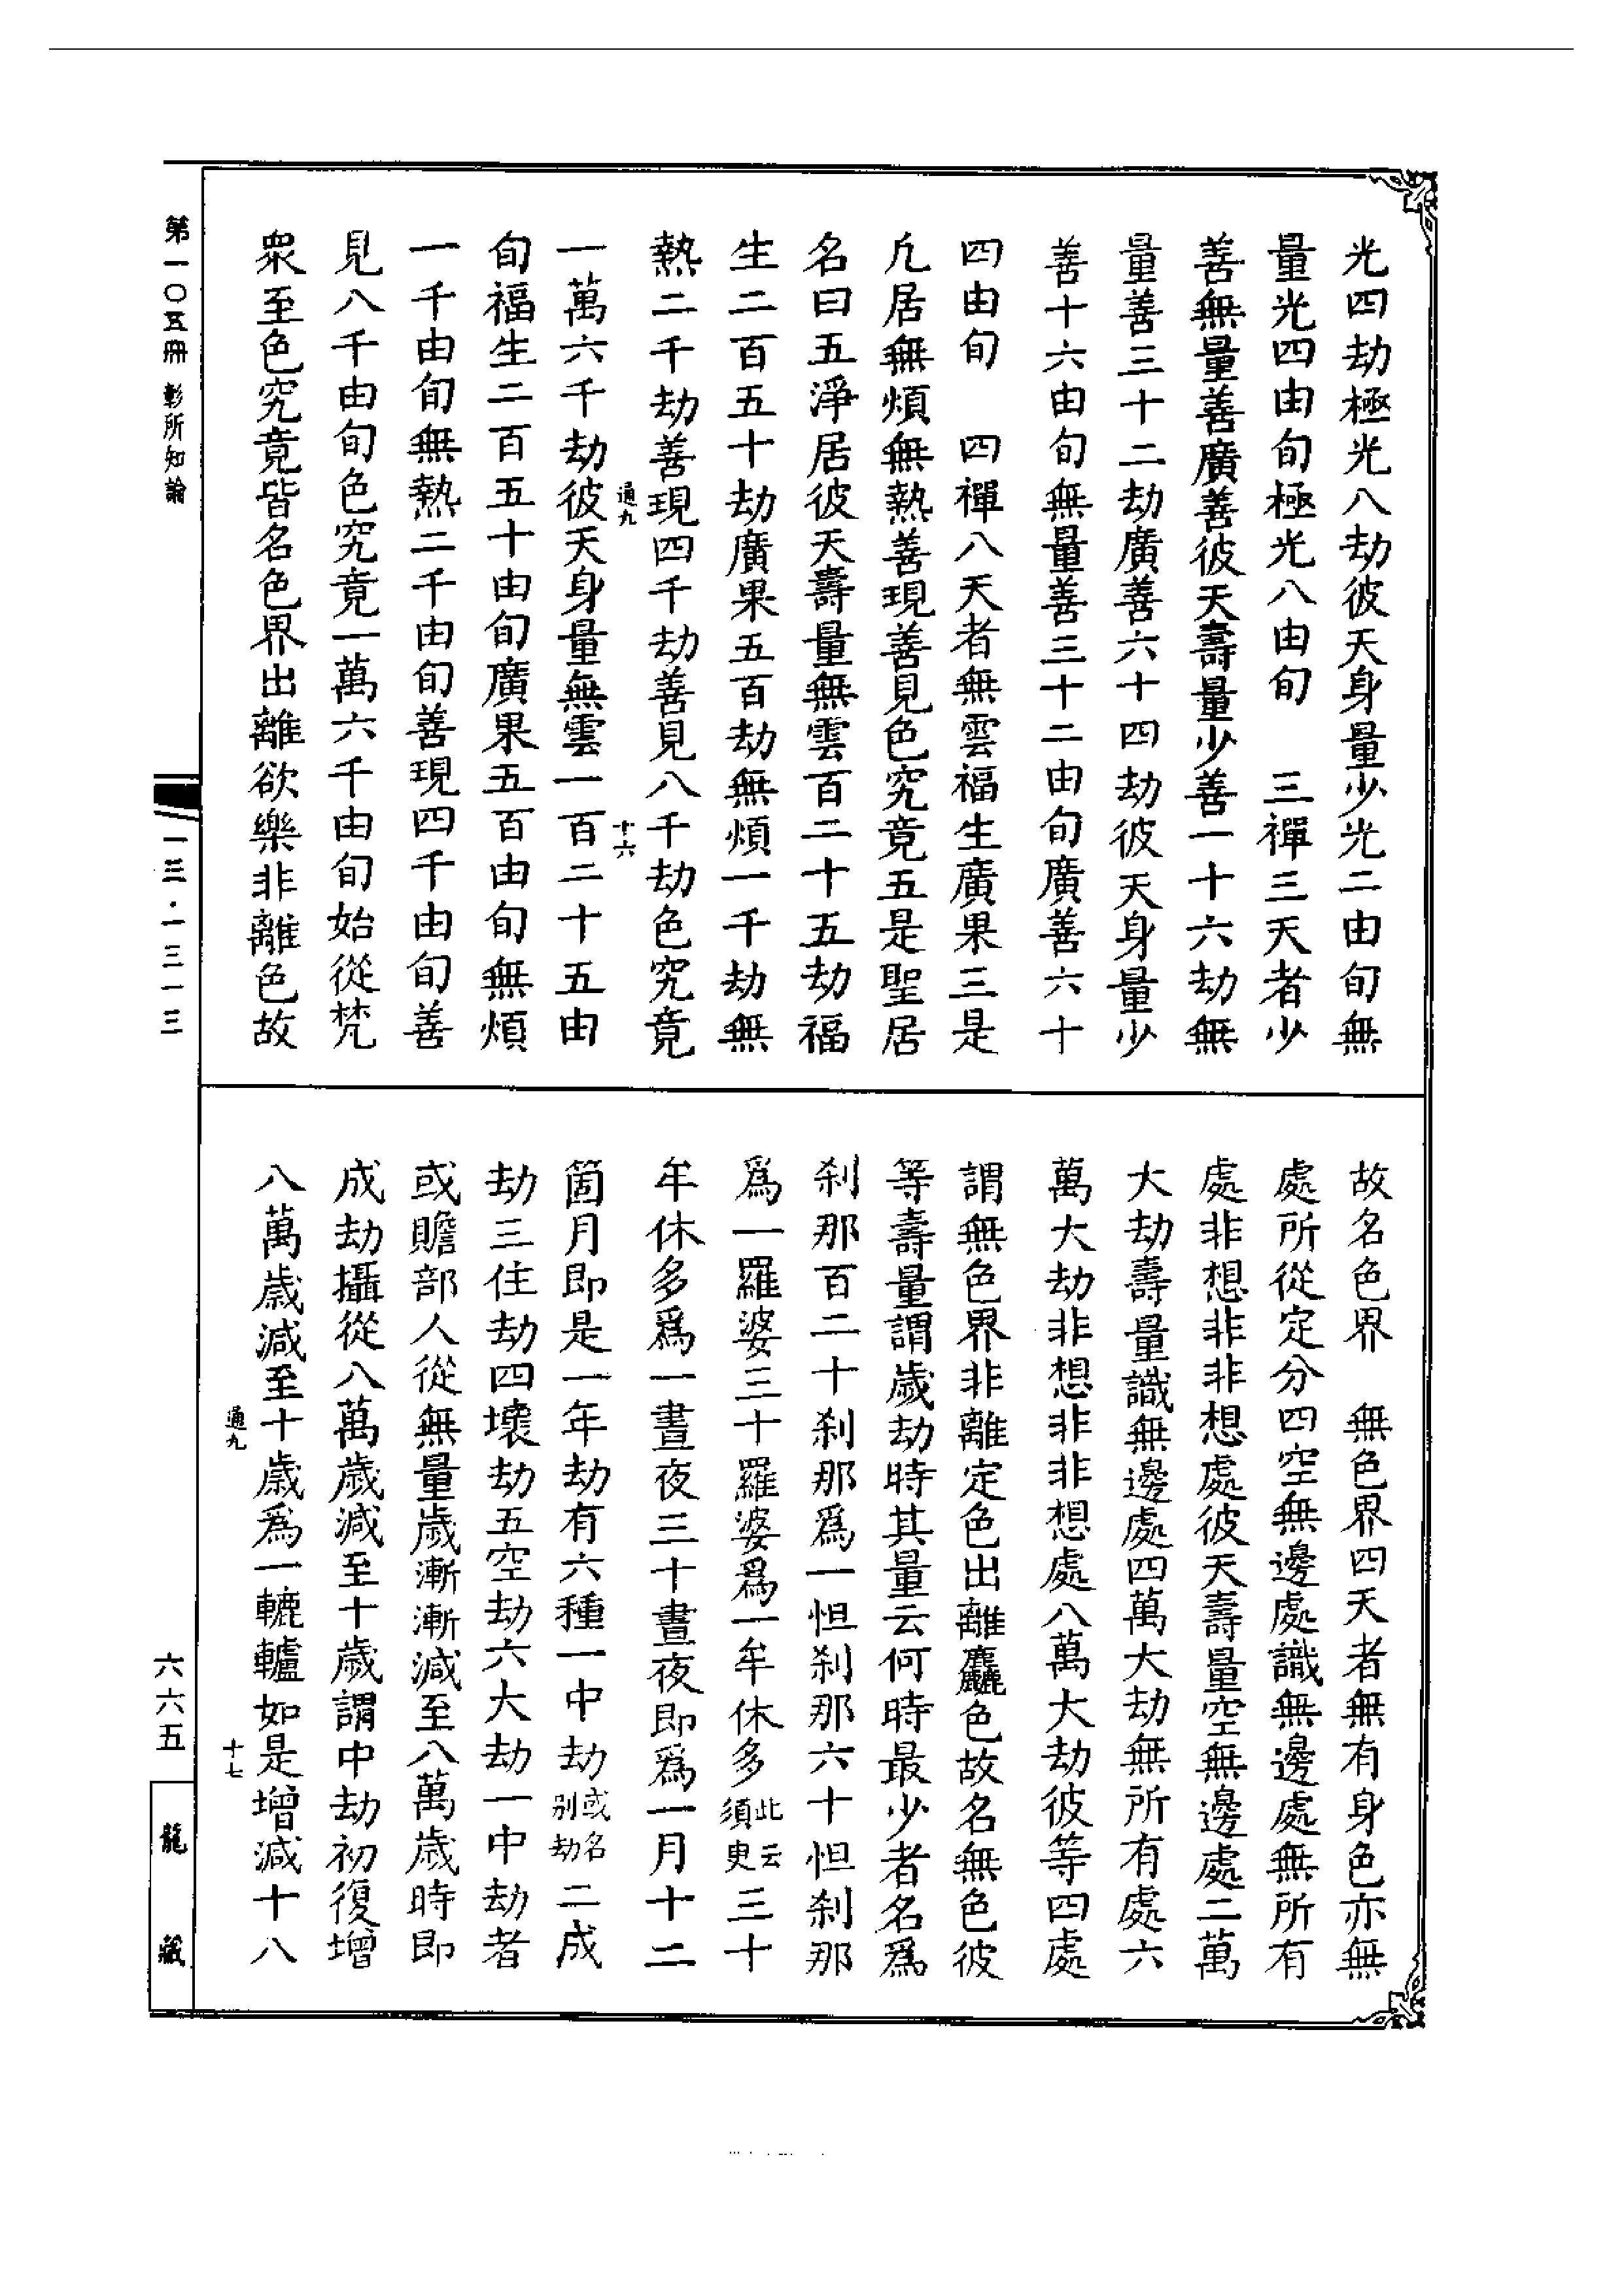 光四劫極光八劫彼天身量少光二由旬無
量光四由旬極光八由旬　三禪三天者少
善無量善廣善彼天壽量少善一十六劫無
量善三十二劫廣善六十四劫彼天身量少
善十六由旬無量善三十二由旬廣善六十
四由旬　四禪八天者無雲福生廣果三是
凢居無煩無熱善現善見色究竟五是聖居
名曰五淨居彼天壽量無雲百二十五劫福
生二百五十劫廣果五百劫無煩一千劫無
熱二千劫善現四千劫善見八千劫色究竟
通九　十六
一萬六千劫彼天身量無雲一百二十五由
旬福生二百五十由旬廣果五百由旬無煩
一千由旬無熱二千由旬善現四千由旬善
見八千由旬色究竟一萬六千由旬始從梵
衆至色究竟皆名色界出離欲樂非離色故
故名色界　無色界四天者無有身色亦無
處所從定分四空無邊處識無邊處無所有
處非想非非想處彼天壽量空無邊處二萬
大劫壽量識無邊處四萬大劫無所有處六
萬大劫非想非非想處八萬大劫彼等四處
謂無色界非離定色出離麤色故名無色彼
等壽量謂歲劫時其量云何時最少者名爲
刹那百二十刹那爲一怛刹那六十怛刹那
爲一羅婆三十羅婆爲一牟休多此云須臾三十
牟休多爲一晝夜三十晝夜即爲一月十二
箇月即是一年劫有六種一中劫或名別劫二成
劫三住劫四壞劫五空劫六大劫一中劫者
或贍部人從無量歲漸漸減至八萬歲時即
成劫攝從八萬歲減至十歲謂中劫初復增
八萬歲減至十歲爲一轆轤如是增減十八
通九　十七
第一〇五冊　彰所知論
一三·一三一三
六六五
龍藏